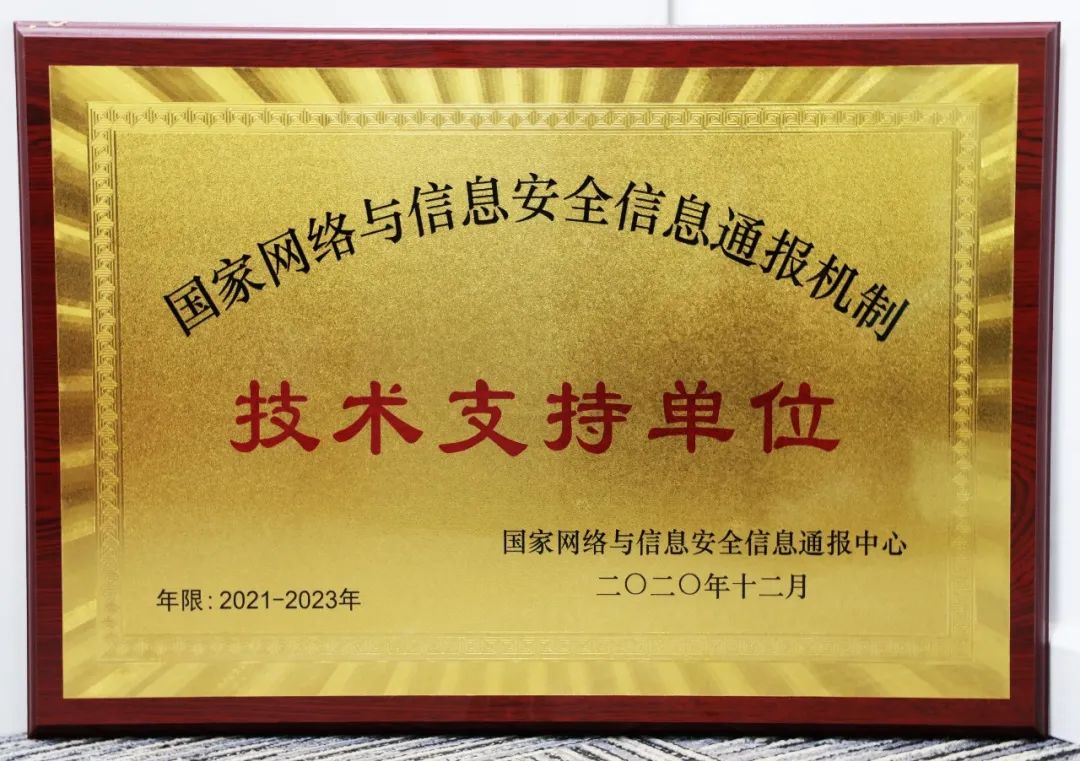 国家网络与信息安全信息通报机制
技术支持单位
国家网络与信息安全信息通报中心
二〇二〇年十二月
年限：2021-2023年